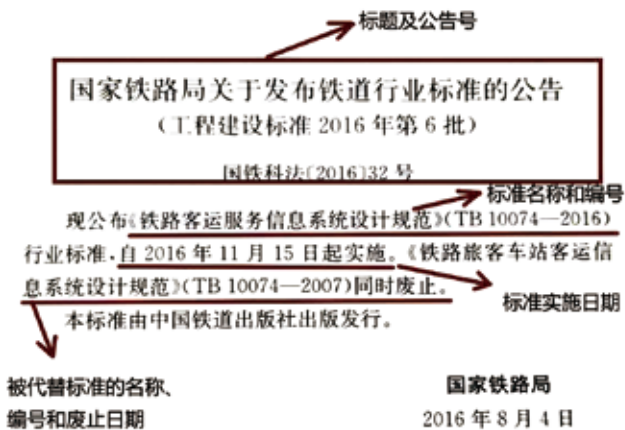 标题及公告号
国家铁路局关于发布铁道行业标准的公告
（工程建设标准 2016 年第 6 批）
国铁科法〔2016〕32 号
标准名称和编号
现公布《铁路客运服务信息系统设计规范》(TB 10074—2016)
行业标准,自 2016 年 11 月 15 日起实施。《铁路旅客车站客运信
息系统设计规范》(TB 10074—2007)同时废止。
标准实施日期
本标准由中国铁道出版社出版发行。
被代替标准的名称、
编号和废止日期
国家铁路局
2016 年 8 月 4 日